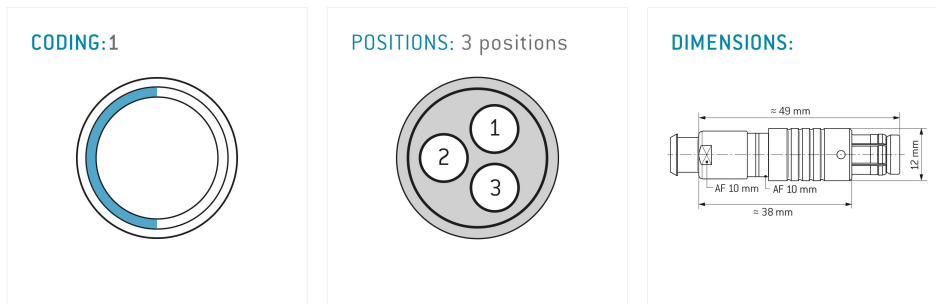 CODING:1
POSITIONS: 3 positions
1
2
3
DIMENSIONS:
≈ 49 mm
12 mm
AF 10 mm
AF 10 mm
≈ 38 mm